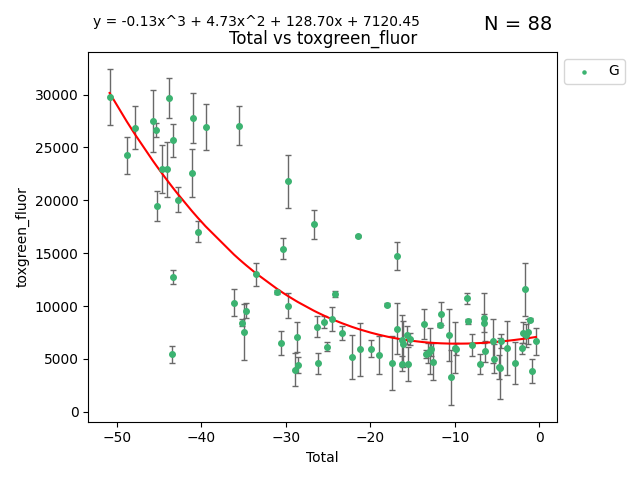 y = -0.13x^3 + 4.73x^2 + 128.70x + 7120.45
N = 88
Total vs toxgreen_fluor
G
30000
25000
20000
15000
10000
5000
0
toxgreen_fluor
−50 −40 −30 −20 −10 0
Total